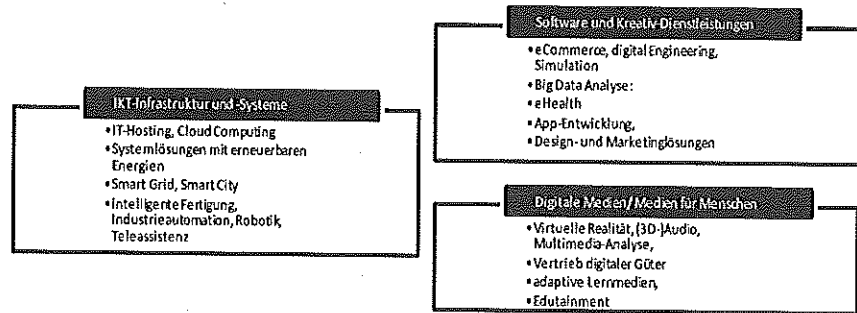 IKT-Infrastruktur und -Systeme
• IT-Hosting, Cloud Computing
• Systemlösungen mit erneuerbaren
Energien
• Smart Grid, Smart City
• Intelligente Fertigung,
Industrieautomation, Robotik,
Teleassistenz
Software und Kreativ-Dienstleistungen
• eCommerce, digital Engineering,
Simulation
• Big Data Analyse:
• eHealth
• App-Entwicklung,
• Design- und Marketinglösungen
Digitale Medien/ Medien für Menschen
• Virtuelle Realität, (3D-)Audio,
Multimedia-Analyse,
• Vertrieb digitaler Güter
• adaptive Lernmedien,
• Edutainment